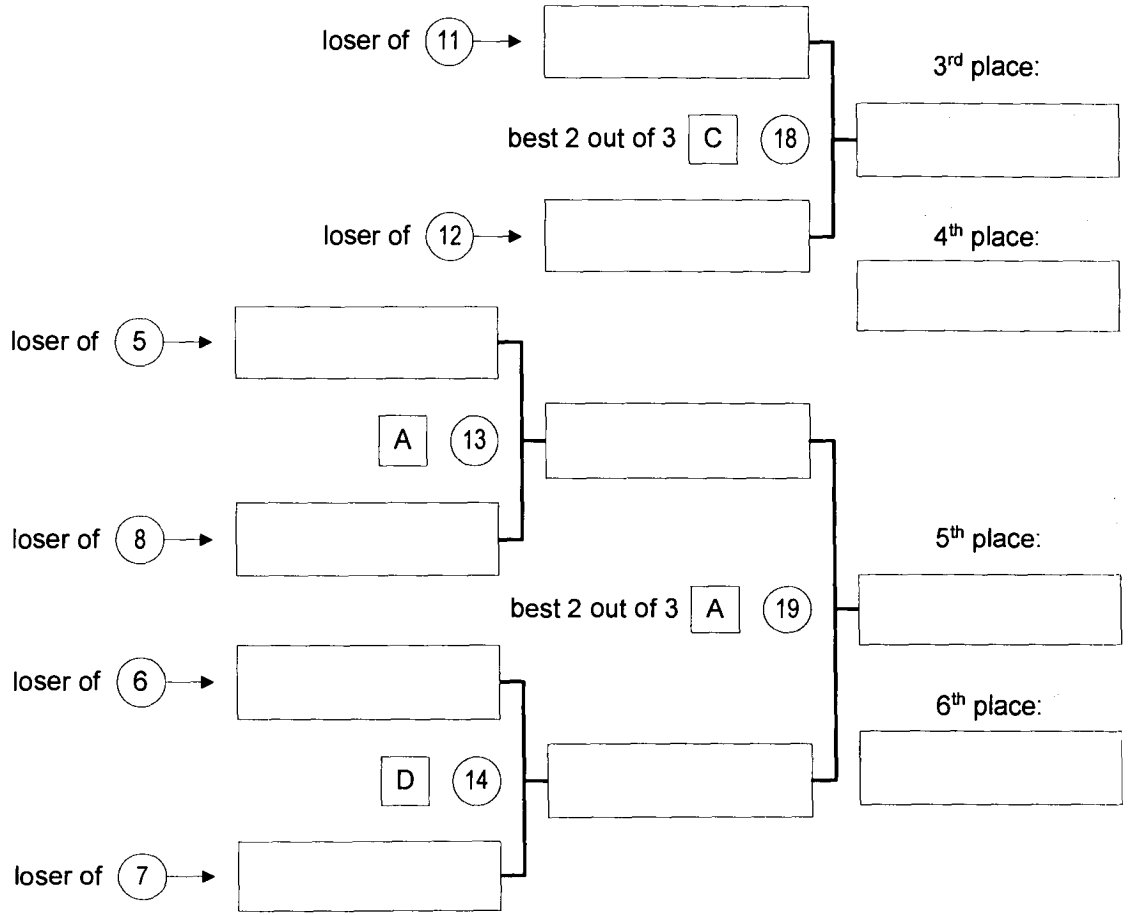 loser of 11
3rd place:
best 2 out of 3 C 18
loser of 12
4th place:
loser of 5
A 13
loser of 8
5th place:
best 2 out of 3 A 19
loser of 6
6th place:
D 14
loser of 7